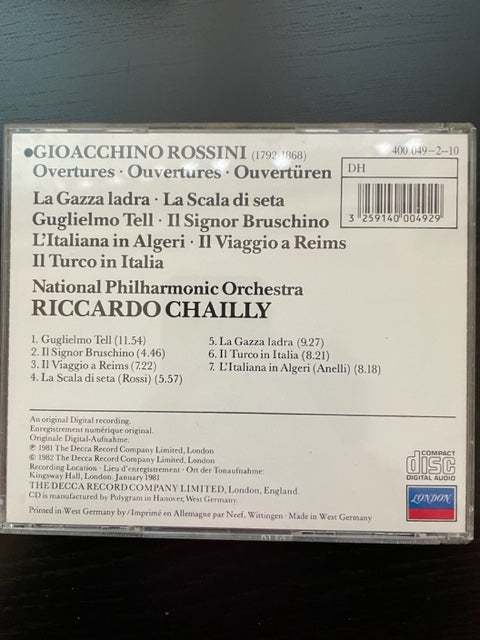 ●GIOACCHINO ROSSINI (1792-1868)
Overtures · Ouvertures · Ouvertüren
400 049-2-10
DH
3 259140 004929
La Gazza ladra · La Scala di seta
Guglielmo Tell · Il Signor Bruschino
L'Italiana in Algeri · Il Viaggio a Reims
Il Turco in Italia
National Philharmonic Orchestra
RICCARDO CHAILLY
1. Guglielmo Tell (11.54)
2. Il Signor Bruschino (4.46)
3. Il Viaggio a Reims (7.22)
4. La Scala di seta (Rossi) (5.57)
5. La Gazza ladra (9.27)
6. Il Turco in Italia (8.21)
7. L'Italiana in Algeri (Anelli) (8.18)
An original Digital recording.
Enregistrement numérique original.
Originale Digital-Aufnahme.
℗ 1981 The Decca Record Company Limited, London
© 1982 The Decca Record Company Limited, London
Recording Location · Lieu d'enregistrement · Ort der Tonaufnahme:
Kingsway Hall, London. January 1981
THE DECCA RECORD COMPANY LIMITED, London, England.
CD is manufactured by Polygram in Hanover, West Germany.
Printed in West Germany by / Imprimé en Allemagne par Neef, Wittingen · Made in West Germany
COMPACT
disc
DIGITAL AUDIO
LONDON